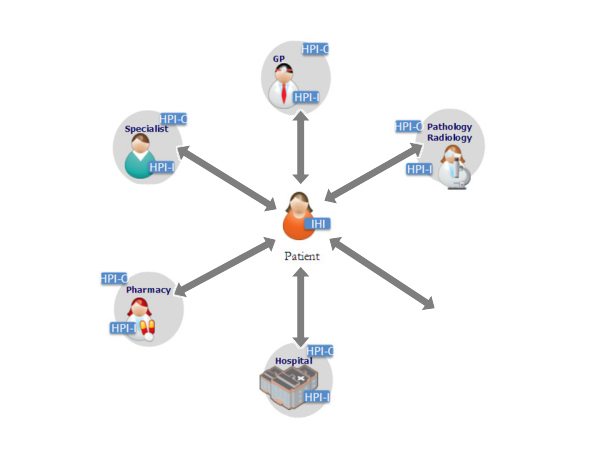 HPI-O
GP
HPI-I
HPI-O
Specialist
HPI-I
HPI-O
Pathology
Radiology
HPI-I
IHI
Patient
HPI-O
Pharmacy
HPI-I
HPI-O
Hospital
HPI-I